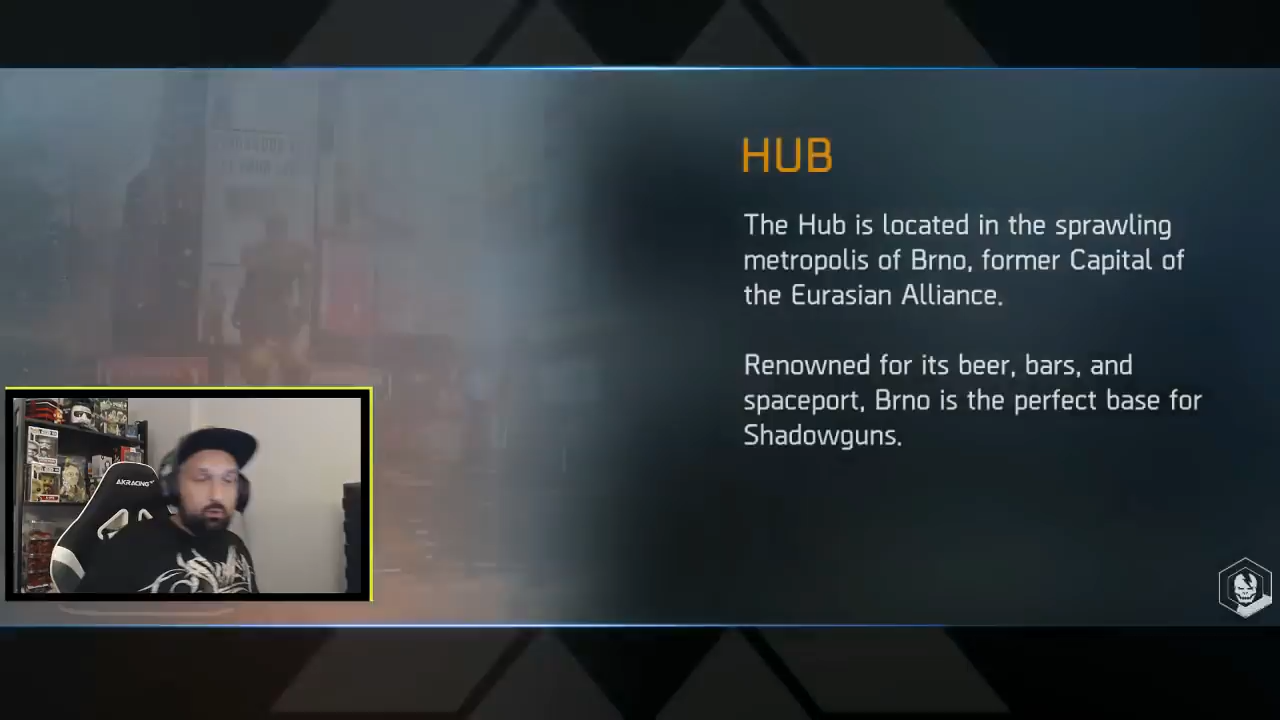 HUB
The Hub is located in the sprawling
metropolis of Brno, former Capital of
the Eurasian Alliance.
Renowned for its beer, bars, and
spaceport, Brno is the perfect base for
Shadowguns.
AKRACING